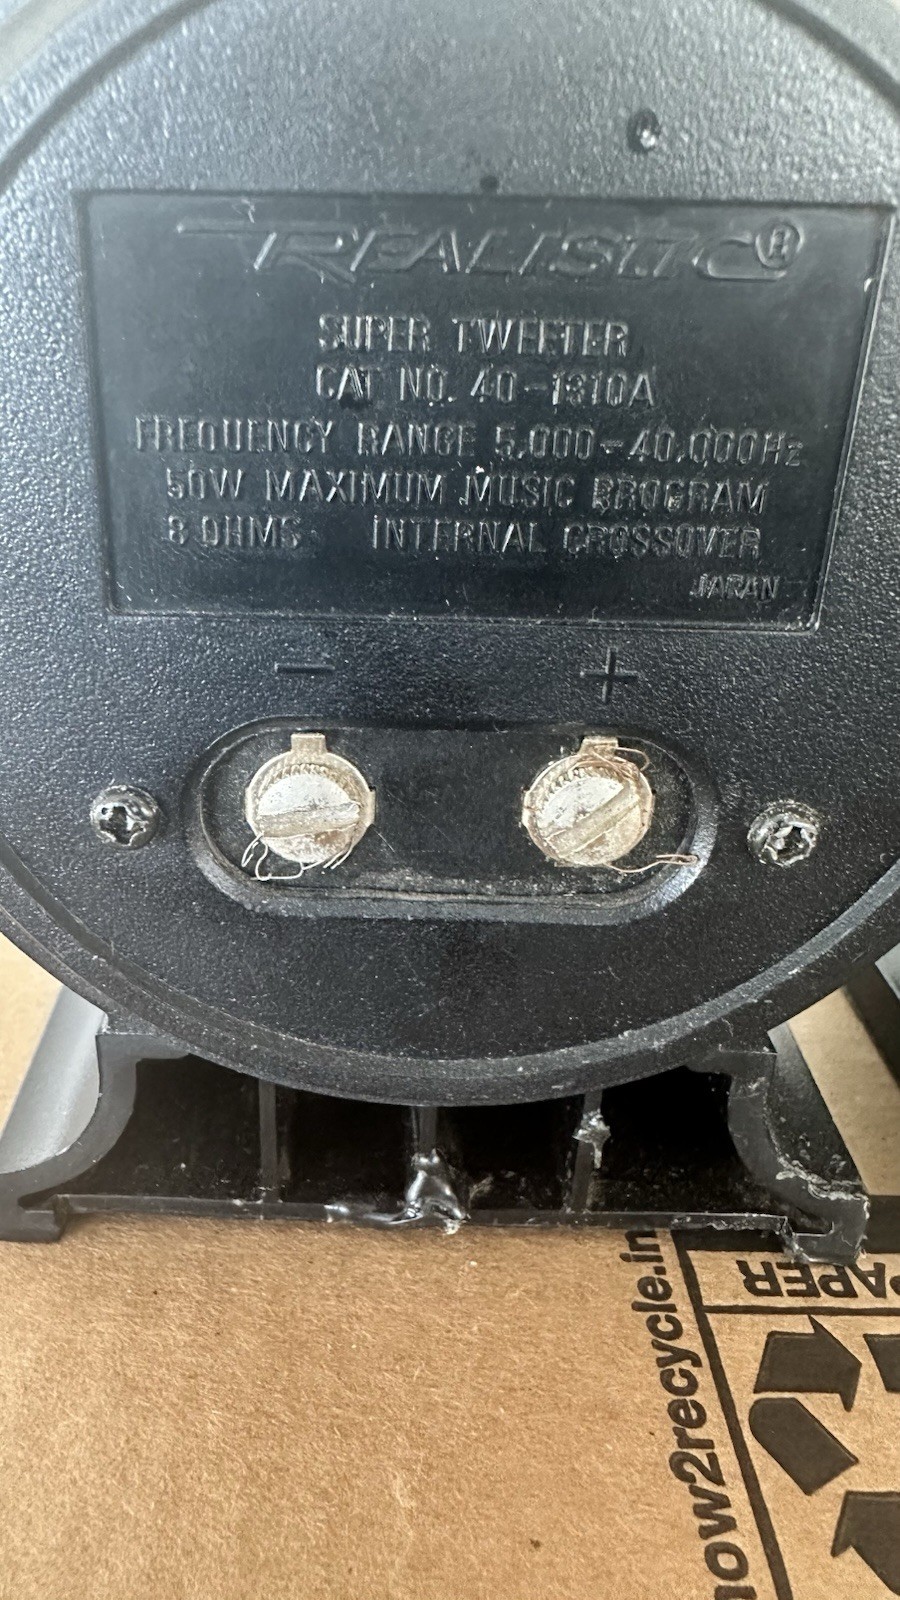 REALISTIC®
SUPER TWEETER
CAT NO. 40-1310A
FREQUENCY RANGE 5,000-40,000Hz
50W MAXIMUM MUSIC PROGRAM
8 OHMS INTERNAL CROSSOVER
JAPAN
- +
PAPER
how2recycle.in